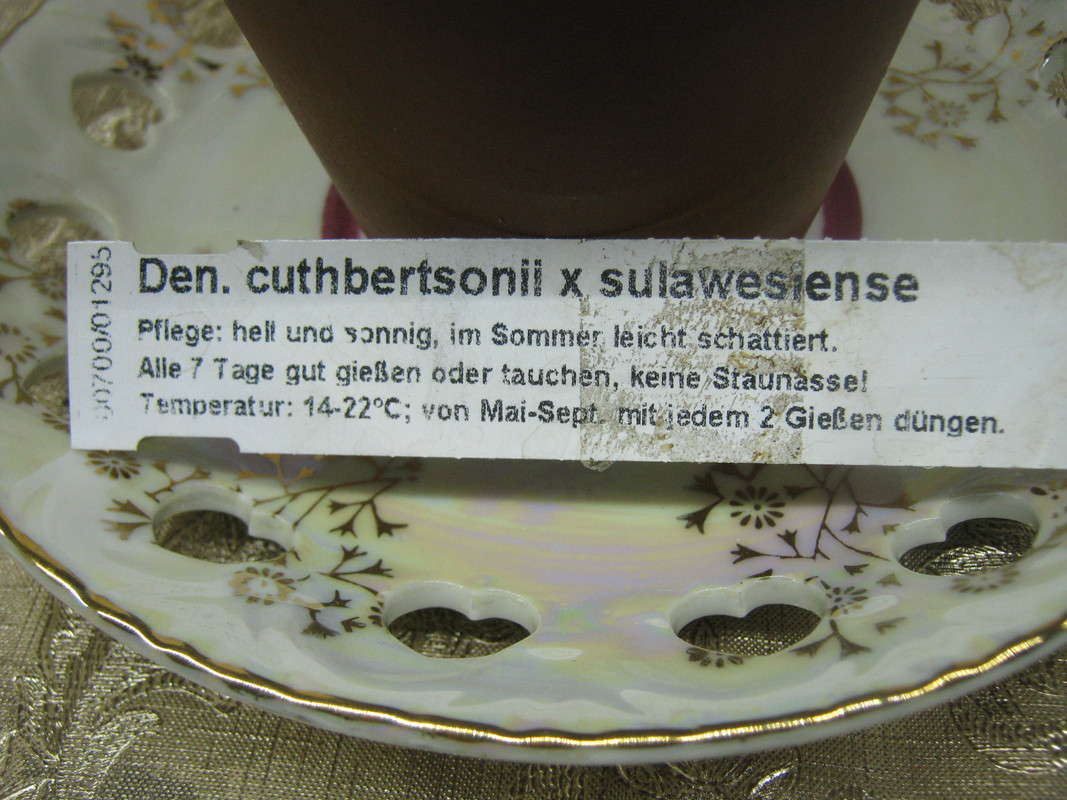 Den. cuthbertsonii x sulawesiense
Pflege: hell und sonnig, im Sommer leicht schattiert.
Alle 7 Tage gut gießen oder tauchen, keine Staunässe!
Temperatur: 14-22°C; von Mai-Sept. mit jedem 2 Gießen düngen.
00700/01295